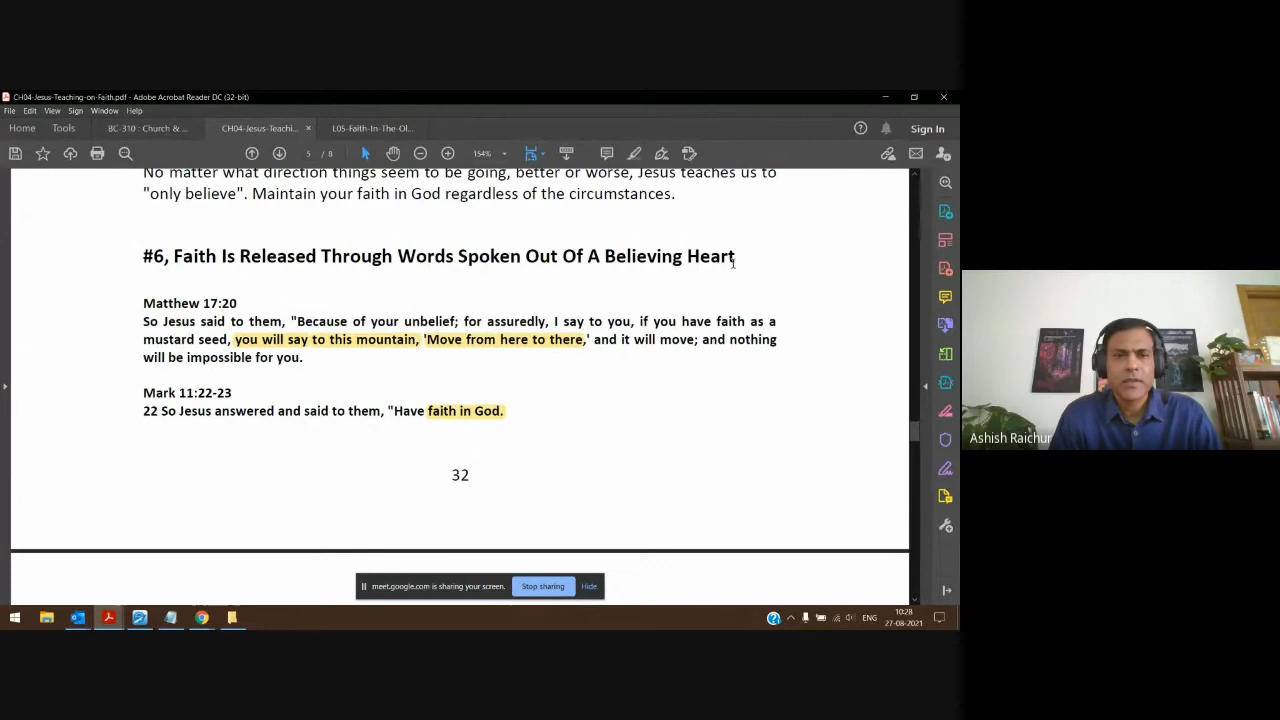 CH04-Jesus-Teaching-on-Faith.pdf - Adobe Acrobat Reader DC (32-bit)
File Edit View Sign Window Help
Home Tools BC-310 : Church & ... CH04-Jesus-Teachi... × L05-Faith-In-The-Ol... Sign In
5 / 8 154%
No matter what direction things seem to be going, better or worse, Jesus teaches us to
"only believe". Maintain your faith in God regardless of the circumstances.
#6, Faith Is Released Through Words Spoken Out Of A Believing Heart
Matthew 17:20
So Jesus said to them, "Because of your unbelief; for assuredly, I say to you, if you have faith as a
mustard seed, you will say to this mountain, 'Move from here to there,' and it will move; and nothing
will be impossible for you.
Mark 11:22-23
22 So Jesus answered and said to them, "Have faith in God.
32
Ashish Raichur
meet.google.com is sharing your screen. Stop sharing Hide
ENG
10:28
27-08-2021